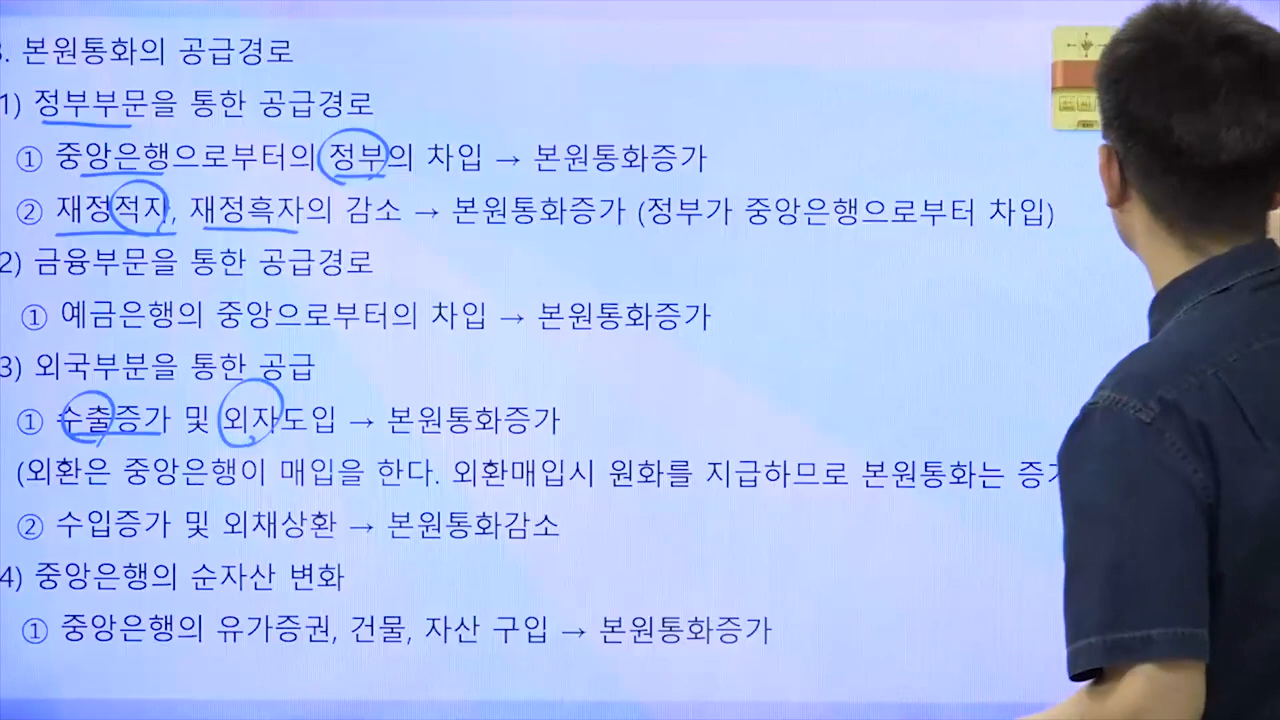 3. 본원통화의 공급경로
1) 정부부문을 통한 공급경로
① 중앙은행으로부터의 정부의 차입 → 본원통화증가
② 재정적자, 재정흑자의 감소 → 본원통화증가 (정부가 중앙은행으로부터 차입)
2) 금융부문을 통한 공급경로
① 예금은행의 중앙으로부터의 차입 → 본원통화증가
3) 외국부분을 통한 공급
① 수출증가 및 외자도입 → 본원통화증가
(외환은 중앙은행이 매입을 한다. 외환매입시 원화를 지급하므로 본원통화는
② 수입증가 및 외채상환 → 본원통화감소
4) 중앙은행의 순자산 변화
① 중앙은행의 유가증권, 건물, 자산 구입 → 본원통화증가